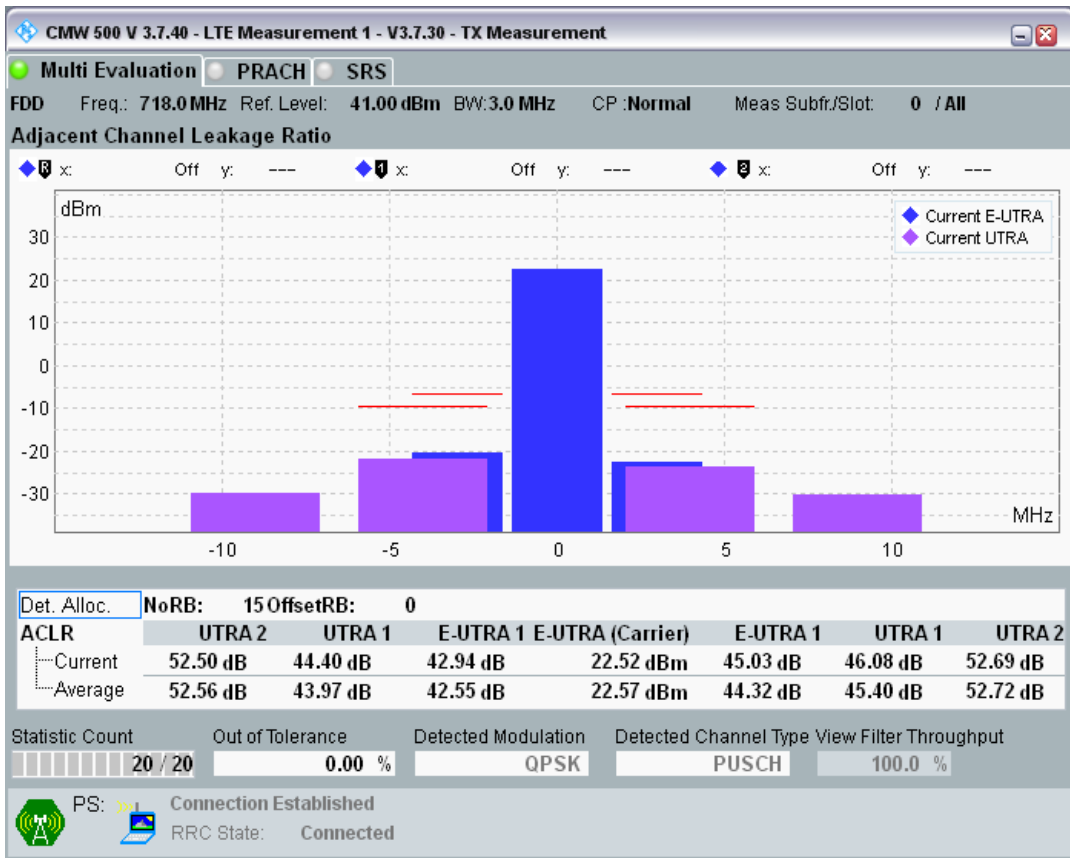 CMW 500 V 3.7.40 - LTE Measurement 1 - V3.7.30 - TX Measurement
Multi Evaluation PRACH SRS
FDD Freq.: 718.0 MHz Ref. Level: 41.00 dBm BW: 3.0 MHz CP : Normal Meas Subfr./Slot: 0 / All
Adjacent Channel Leakage Ratio
R x: Off y: --- 1 x: Off y: --- 2 x: Off y: ---
dBm
Current E-UTRA
Current UTRA
30
20
10
0
-10
-20
-30
MHz
-10 -5 0 5 10
Det. Alloc. NoRB: 15 OffsetRB: 0
ACLR UTRA 2 UTRA 1 E-UTRA 1 E-UTRA (Carrier) E-UTRA 1 UTRA 1 UTRA 2
Current 52.50 dB 44.40 dB 42.94 dB 22.52 dBm 45.03 dB 46.08 dB 52.69 dB
Average 52.56 dB 43.97 dB 42.55 dB 22.57 dBm 44.32 dB 45.40 dB 52.72 dB
Statistic Count Out of Tolerance Detected Modulation Detected Channel Type View Filter Throughput
20 / 20 0.00 % QPSK PUSCH 100.0 %
PS: Connection Established
RRC State: Connected